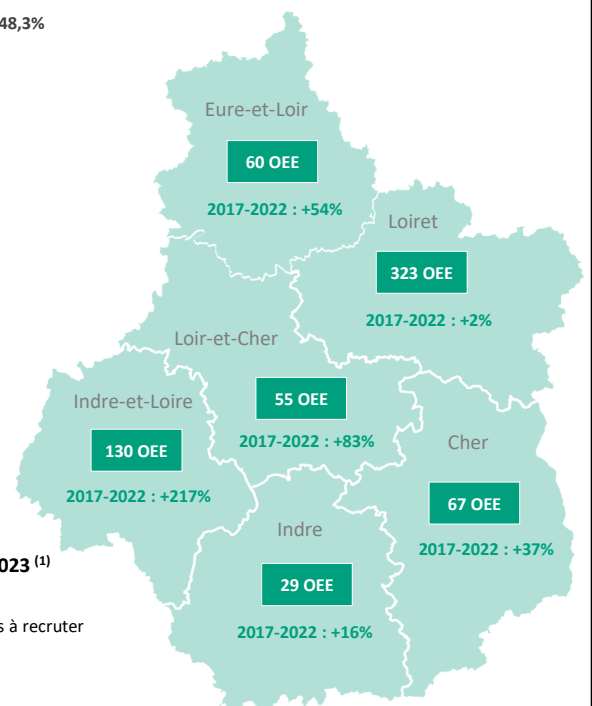 48,3%
Eure-et-Loir
60 OEE
2017-2022 : +54%
Loiret
323 OEE
2017-2022 : +2%
Loir-et-Cher
55 OEE
2017-2022 : +83%
Indre-et-Loire
130 OEE
2017-2022 : +217%
Cher
67 OEE
2017-2022 : +37%
Indre
29 OEE
2017-2022 : +16%
023 (1)
s à recruter